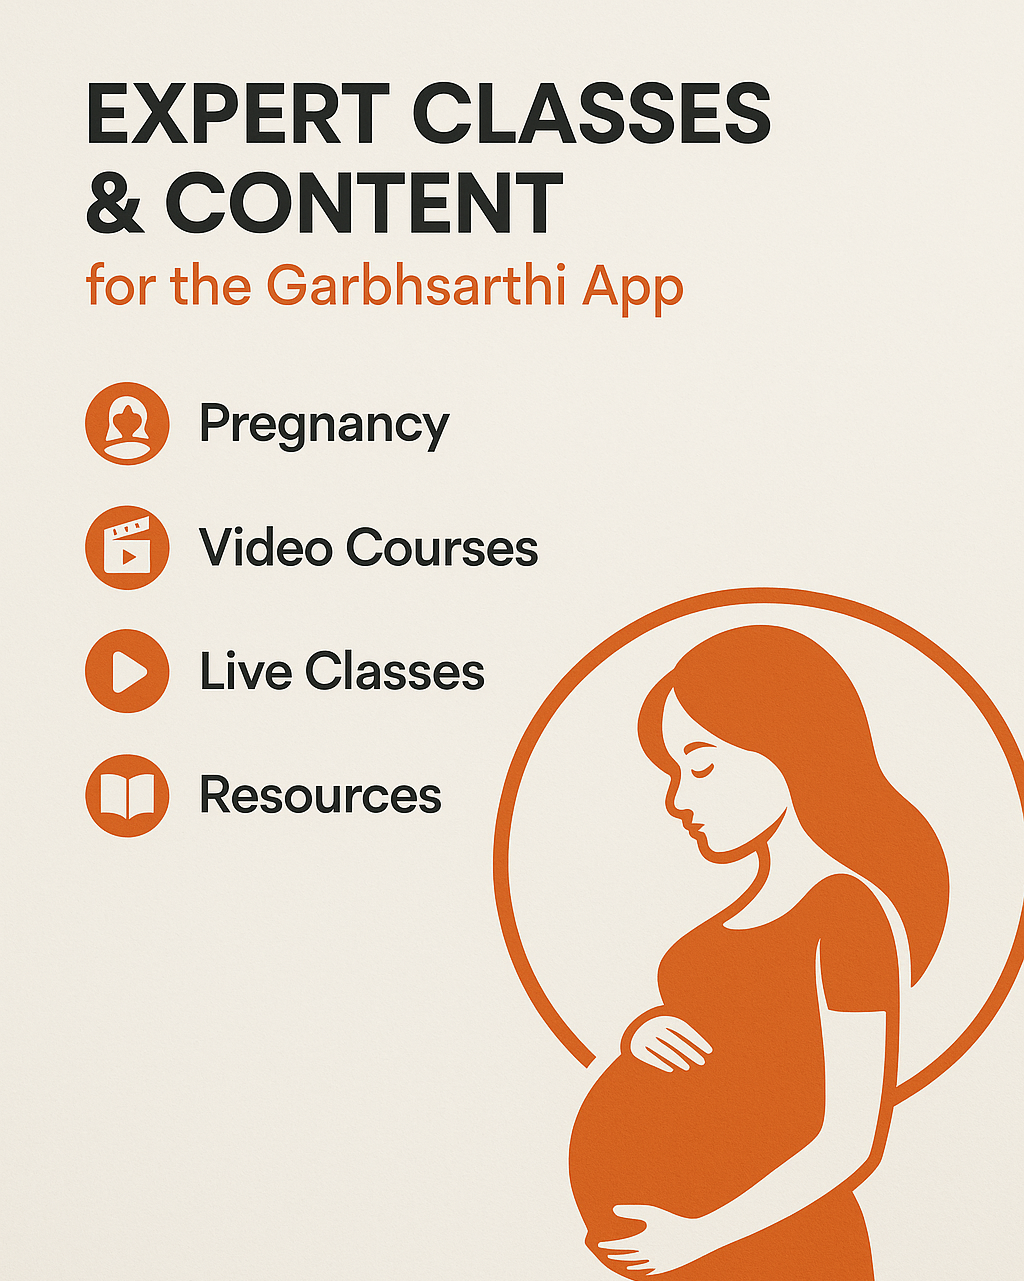 EXPERT CLASSES
& CONTENT
for the Garbhsarthi App
Pregnancy
Video Courses
Live Classes
Resources